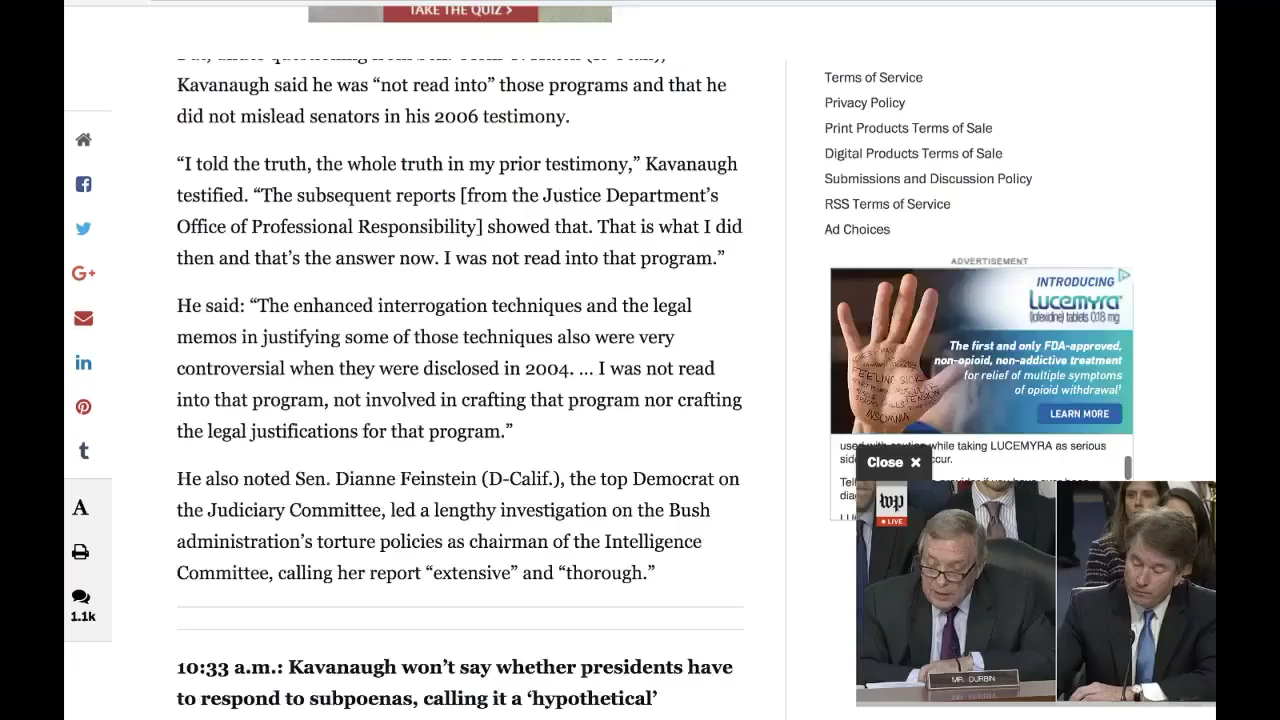 TAKE THE QUIZ >
Kavanaugh said he was “not read into” those programs and that he
did not mislead senators in his 2006 testimony.
“I told the truth, the whole truth in my prior testimony,” Kavanaugh
testified. “The subsequent reports [from the Justice Department’s
Office of Professional Responsibility] showed that. That is what I did
then and that’s the answer now. I was not read into that program.”
He said: “The enhanced interrogation techniques and the legal
memos in justifying some of those techniques also were very
controversial when they were disclosed in 2004. … I was not read
into that program, not involved in crafting that program nor crafting
the legal justifications for that program.”
He also noted Sen. Dianne Feinstein (D-Calif.), the top Democrat on
the Judiciary Committee, led a lengthy investigation on the Bush
administration’s torture policies as chairman of the Intelligence
Committee, calling her report “extensive” and “thorough.”
10:33 a.m.: Kavanaugh won’t say whether presidents have
to respond to subpoenas, calling it a ‘hypothetical’
G+
in
t
A
1.1k
Terms of Service
Privacy Policy
Print Products Terms of Sale
Digital Products Terms of Sale
Submissions and Discussion Policy
RSS Terms of Service
Ad Choices
ADVERTISEMENT
INTRODUCING
Lucemyra
(lofexidine) tablets 0.18 mg
The first and only FDA-approved,
non-opioid, non-addictive treatment
for relief of multiple symptoms
of opioid withdrawal!
LEARN MORE
FEELING SICK
INSOMNIA
while taking LUCEMYRA as serious
Close ×
wp
LIVE
MR. DURBIN